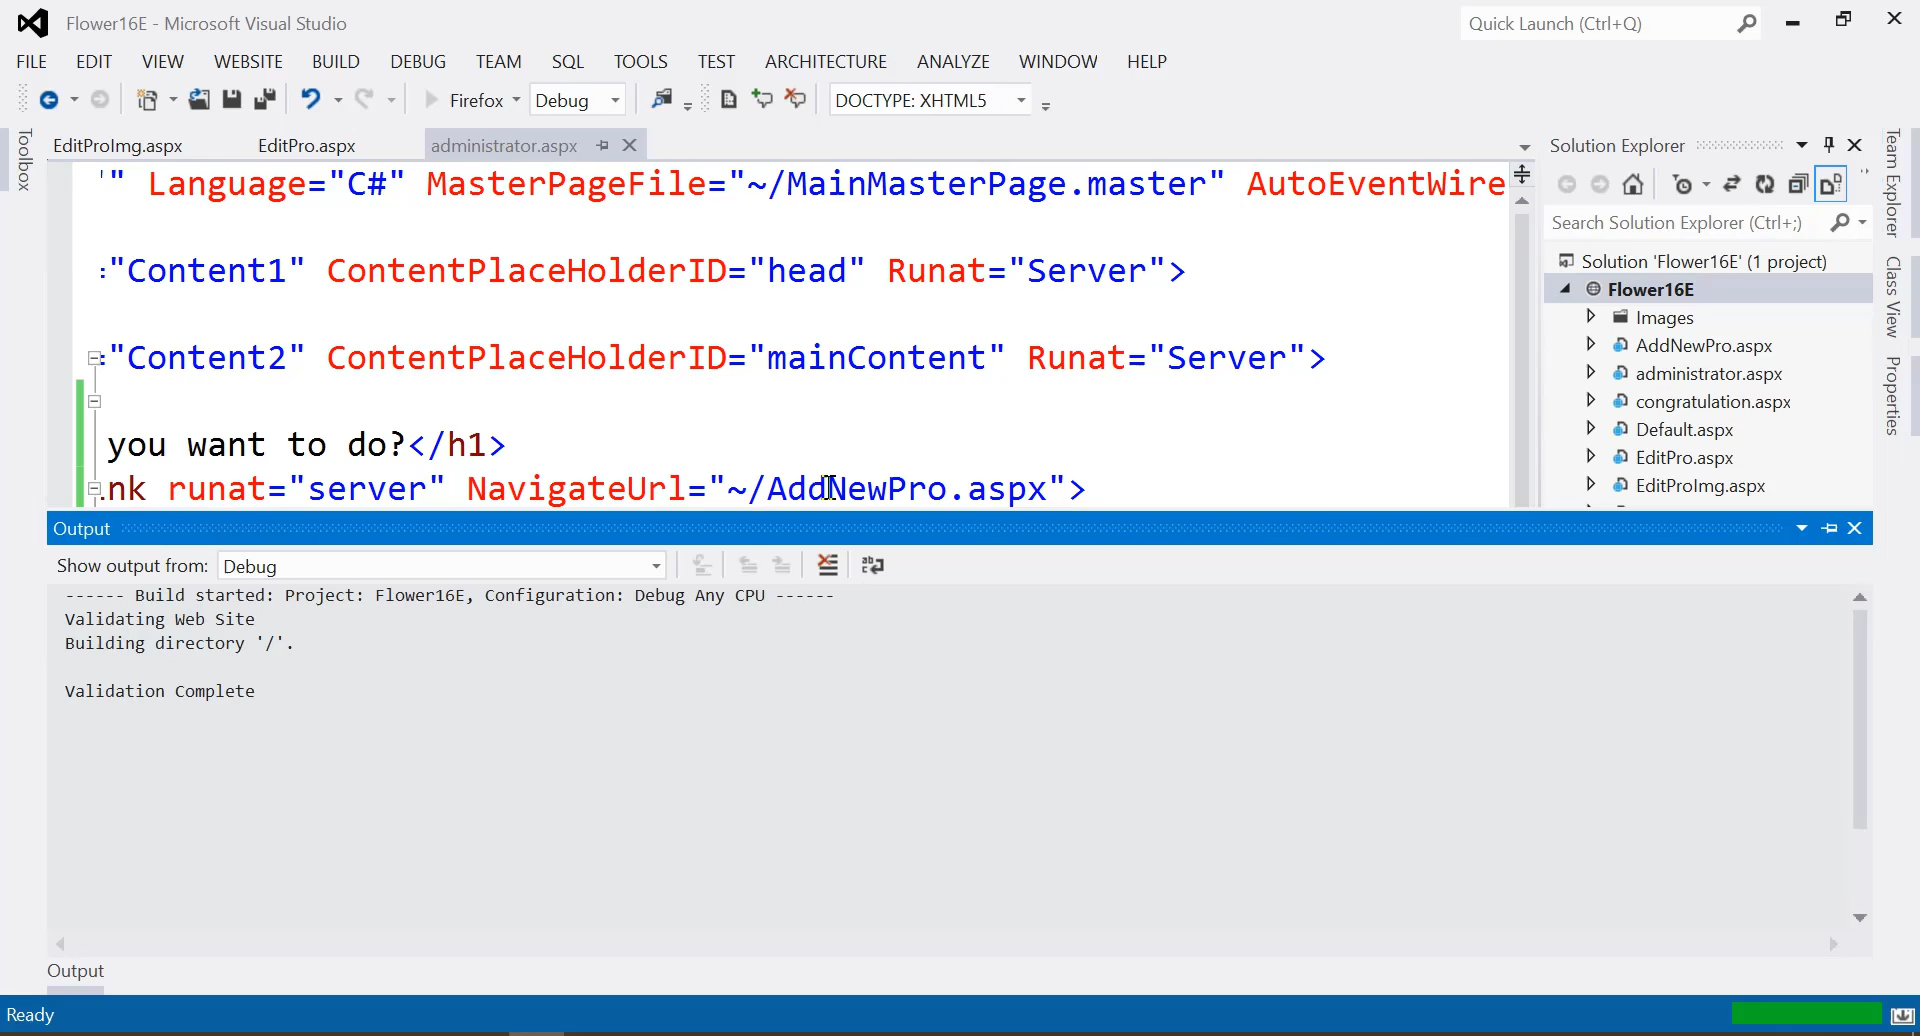 Flower16E - Microsoft Visual Studio
Quick Launch (Ctrl+Q)
FILE EDIT VIEW WEBSITE BUILD DEBUG TEAM SQL TOOLS TEST ARCHITECTURE ANALYZE WINDOW HELP
Firefox Debug DOCTYPE: XHTML5
Toolbox
EditProImg.aspx EditPro.aspx administrator.aspx
'" Language="C#" MasterPageFile="~/MainMasterPage.master" AutoEventWire
:"Content1" ContentPlaceHolderID="head" Runat="Server">
:"Content2" ContentPlaceHolderID="mainContent" Runat="Server">
you want to do?</h1>
ink runat="server" NavigateUrl="~/AddNewPro.aspx">
Solution Explorer
Search Solution Explorer (Ctrl+;)
Solution 'Flower16E' (1 project)
Flower16E
Images
AddNewPro.aspx
administrator.aspx
congratulation.aspx
Default.aspx
EditPro.aspx
EditProImg.aspx
Team Explorer
Class View
Properties
Output
Show output from: Debug
------ Build started: Project: Flower16E, Configuration: Debug Any CPU ------
Validating Web Site
Building directory '/'.
Validation Complete
Output
Ready